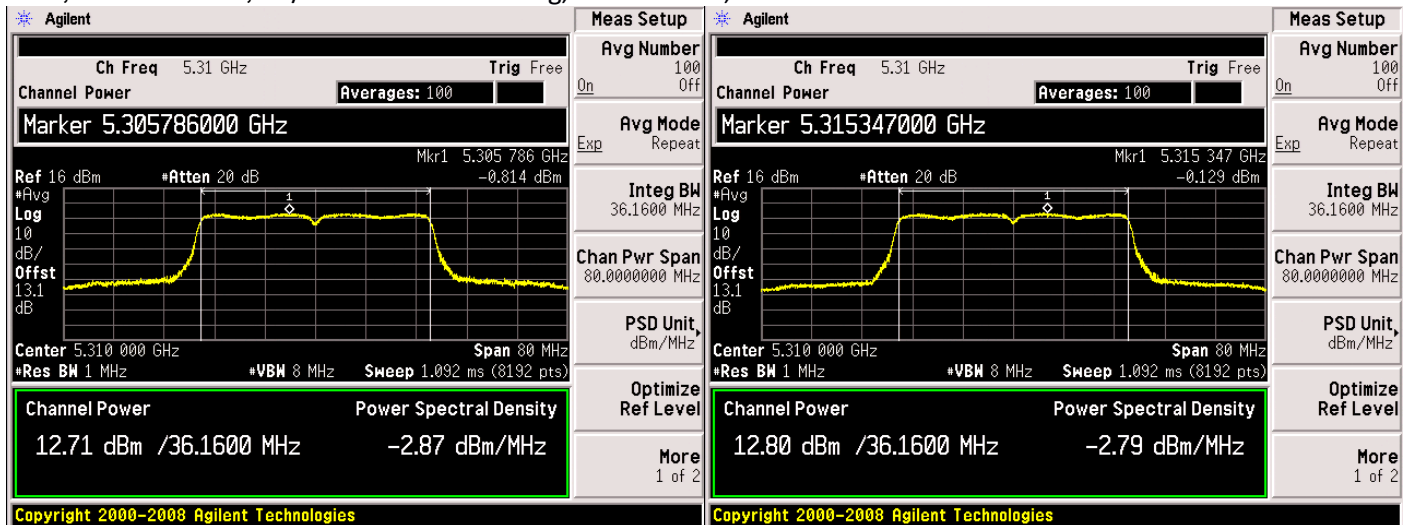 Agilent
Ch Freq 5.31 GHz Trig Free
Channel Power Averages: 100
Marker 5.305786000 GHz
Mkr1 5.305 786 GHz
Ref 16 dBm #Atten 20 dB -0.814 dBm
#Avg
Log
10
dB/
Offst
13.1
dB
1
Center 5.310 000 GHz Span 80 MHz
#Res BW 1 MHz #VBW 8 MHz Sweep 1.092 ms (8192 pts)
Channel Power Power Spectral Density
12.71 dBm /36.1600 MHz -2.87 dBm/MHz
Copyright 2000-2008 Agilent Technologies
Meas Setup
Avg Number
100
On Off
Avg Mode
Exp Repeat
Integ BW
36.1600 MHz
Chan Pwr Span
80.0000000 MHz
PSD Unit
dBm/MHz
Optimize
Ref Level
More
1 of 2
Agilent
Ch Freq 5.31 GHz Trig Free
Channel Power Averages: 100
Marker 5.315347000 GHz
Mkr1 5.315 347 GHz
Ref 16 dBm #Atten 20 dB -0.129 dBm
#Avg
Log
10
dB/
Offst
13.1
dB
1
Center 5.310 000 GHz Span 80 MHz
#Res BW 1 MHz #VBW 8 MHz Sweep 1.092 ms (8192 pts)
Channel Power Power Spectral Density
12.80 dBm /36.1600 MHz -2.79 dBm/MHz
Copyright 2000-2008 Agilent Technologies
Meas Setup
Avg Number
100
On Off
Avg Mode
Exp Repeat
Integ BW
36.1600 MHz
Chan Pwr Span
80.0000000 MHz
PSD Unit
dBm/MHz
Optimize
Ref Level
More
1 of 2